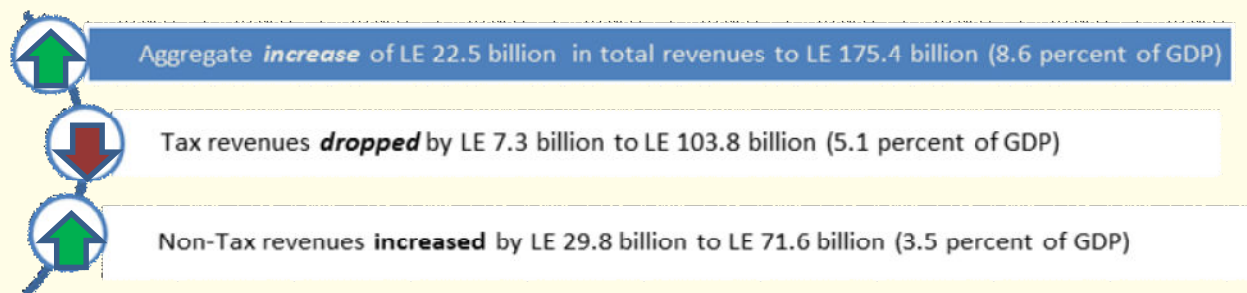 Aggregate increase of LE 22.5 billion in total revenues to LE 175.4 billion (8.6 percent of GDP)
Tax revenues dropped by LE 7.3 billion to LE 103.8 billion (5.1 percent of GDP)
Non-Tax revenues increased by LE 29.8 billion to LE 71.6 billion (3.5 percent of GDP)